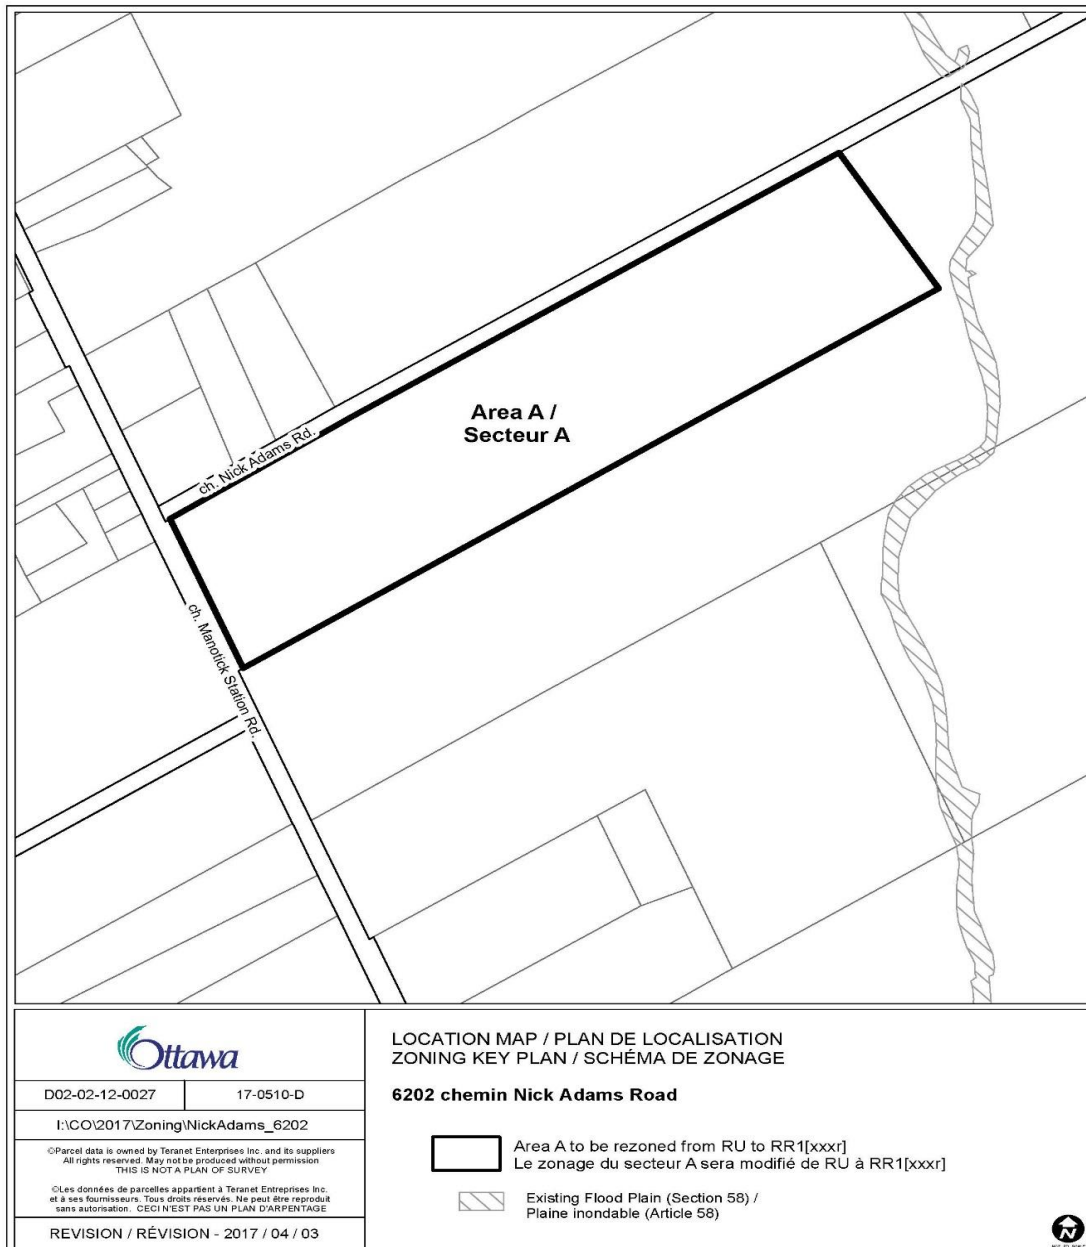 Area A /
Secteur A
ch. Nick Adams Rd.
ch. Manotick Station Rd.
Ottawa
D02-02-12-0027
17-0510-D
I:\CO\2017\Zoning\NickAdams_6202
©Parcel data is owned by Teranet Enterprises Inc. and its suppliers
All rights reserved. May not be produced without permission
THIS IS NOT A PLAN OF SURVEY
©Les données de parcelles appartient à Teranet Entreprises Inc.
et à ses fournisseurs. Tous droits réservés. Ne peut être reproduit
sans autorisation. CECI N'EST PAS UN PLAN D'ARPENTAGE
REVISION / RÉVISION - 2017 / 04 / 03
LOCATION MAP / PLAN DE LOCALISATION
ZONING KEY PLAN / SCHÉMA DE ZONAGE
6202 chemin Nick Adams Road
Area A to be rezoned from RU to RR1[xxxr]
Le zonage du secteur A sera modifié de RU à RR1[xxxr]
Existing Flood Plain (Section 58) /
Plaine inondable (Article 58)
N